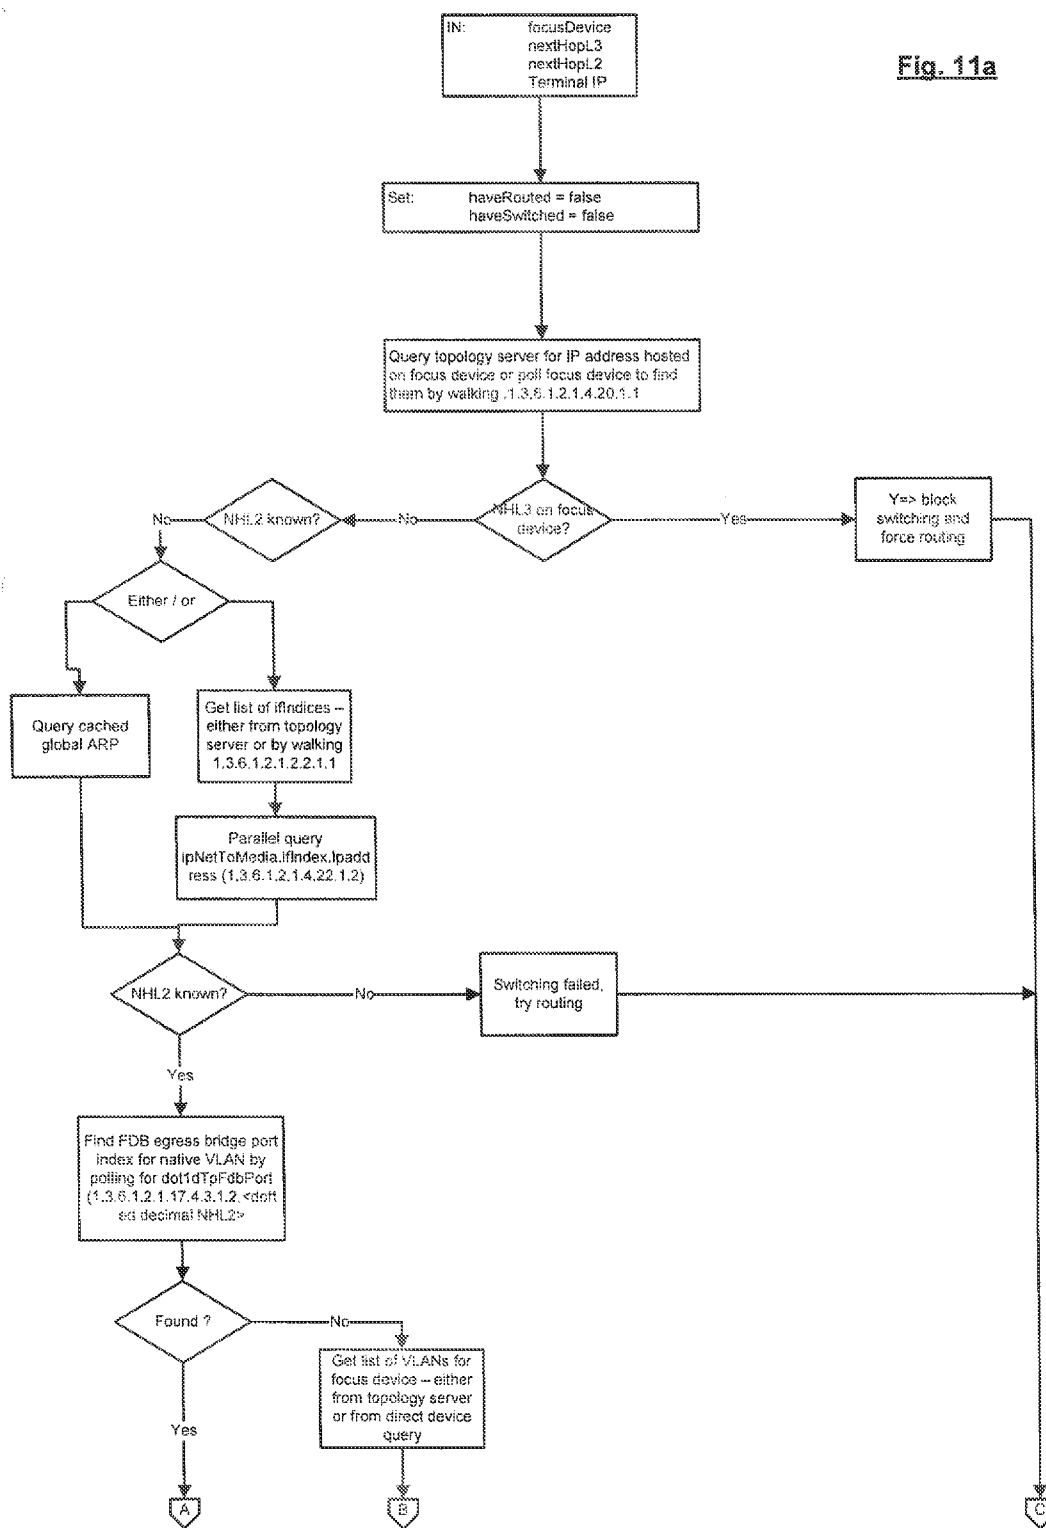 Fig. 11a
IN: focusDevice
nextHopL3
nextHopL2
Terminal IP
Set: haveRouted = false
haveSwitched = false
Query topology server for IP address hosted
on focus device or poll focus device to find
them by walking .1.3.6.1.2.1.4.20.1.1
NHL3 on focus
device?
No
Yes
NHL2 known?
No
Y=> block
switching and
force routing
Either / or
Query cached
global ARP
Get list of ifIndices –
either from topology
server or by walking
1.3.6.1.2.1.2.2.1.1
Parallel query
ipNetToMedia.ifIndex.Ipadd
ress (1.3.6.1.2.1.4.22.1.2)
NHL2 known?
No
Switching failed,
try routing
Yes
Find FDB egress bridge port
index for native VLAN by
polling for dot1dTpFdbPort
(1.3.6.1.2.1.17.4.3.1.2.<dott
ed decimal NHL2>
Found ?
No
Get list of VLANs for
focus device – either
from topology server
or from direct device
query
Yes
A
B
C